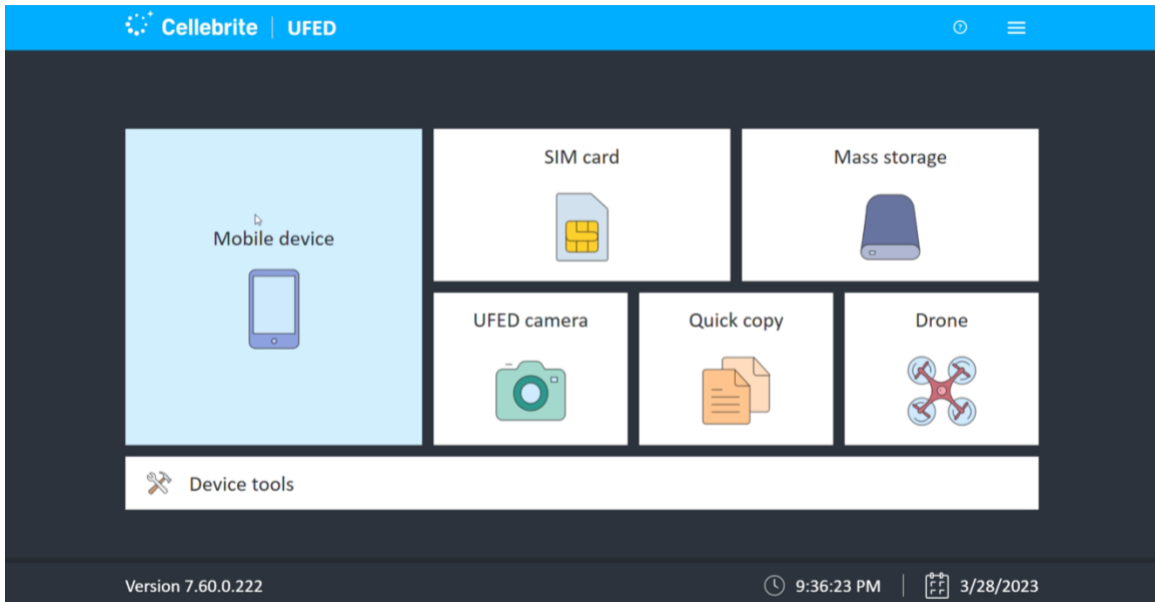 Cellebrite | UFED
Mobile device
SIM card
Mass storage
UFED camera
Quick copy
Drone
Device tools
Version 7.60.0.222
9:36:23 PM
3/28/2023